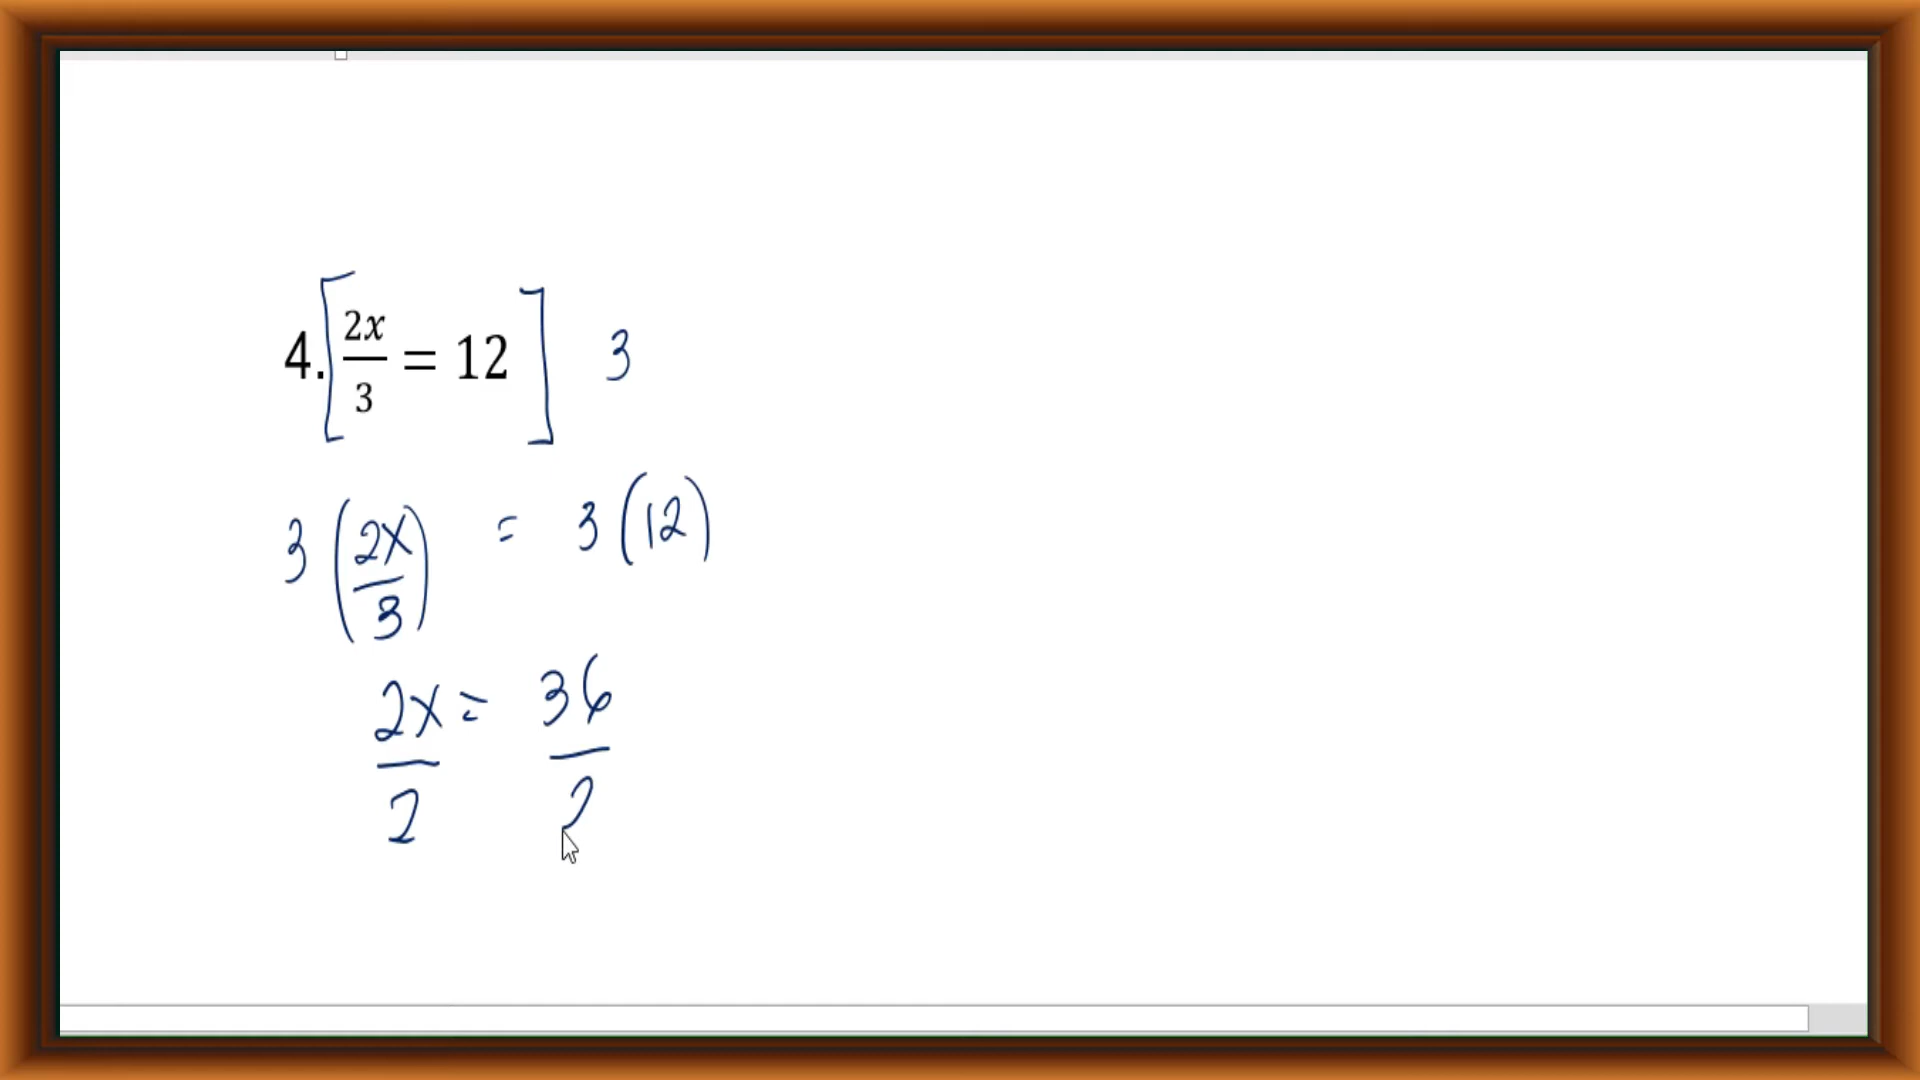 4. [2x/3 = 12] 3
3 (2x/3) = 3 (12)
2x/2 = 36/2